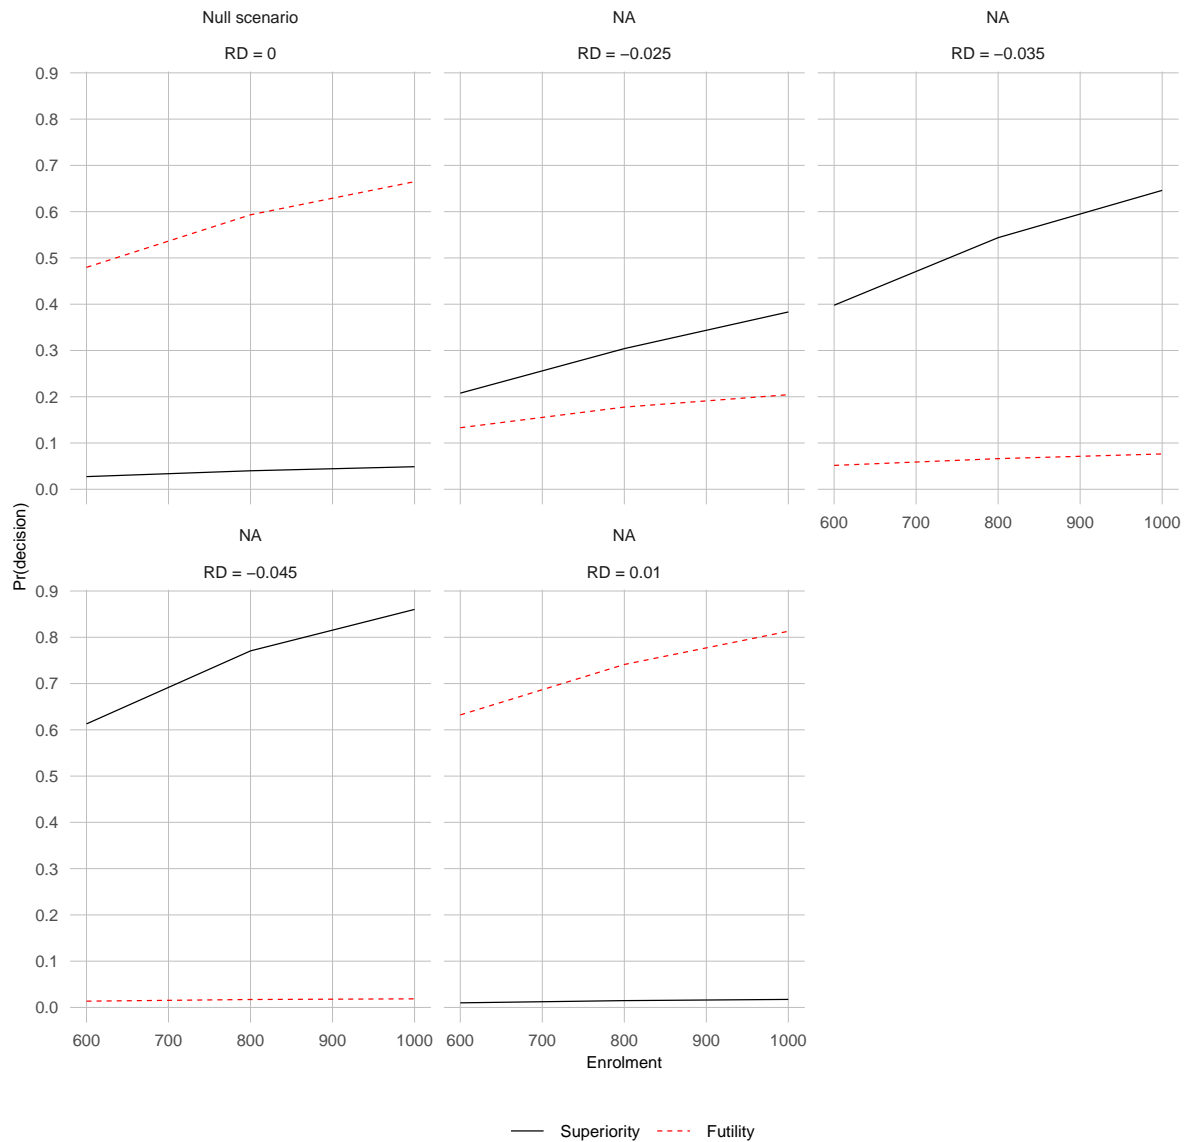 Null scenario
NA
NA
RD = 0
RD = −0.025
RD = −0.035
0.9
0.8
0.7
0.6
0.5
0.4
0.3
0.2
0.1
0.0
600
700
800
900
1000
Pr(decision)
NA
NA
RD = −0.045
RD = 0.01
0.9
0.8
0.7
0.6
0.5
0.4
0.3
0.2
0.1
0.0
600
700
800
900
1000
600
700
800
900
1000
Enrolment
Superiority
Futility